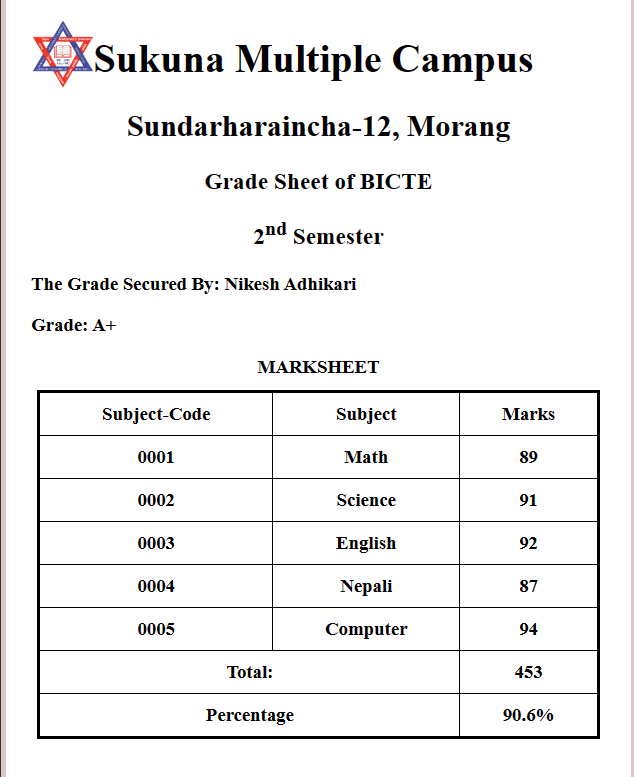 Sukuna Multiple Campus
Sundarharaincha-12, Morang
Grade Sheet of BICTE
2nd Semester
The Grade Secured By: Nikesh Adhikari
Grade: A+
MARKSHEET
Subject-Code Subject Marks
0001 Math 89
0002 Science 91
0003 English 92
0004 Nepali 87
0005 Computer 94
Total: 453
Percentage 90.6%